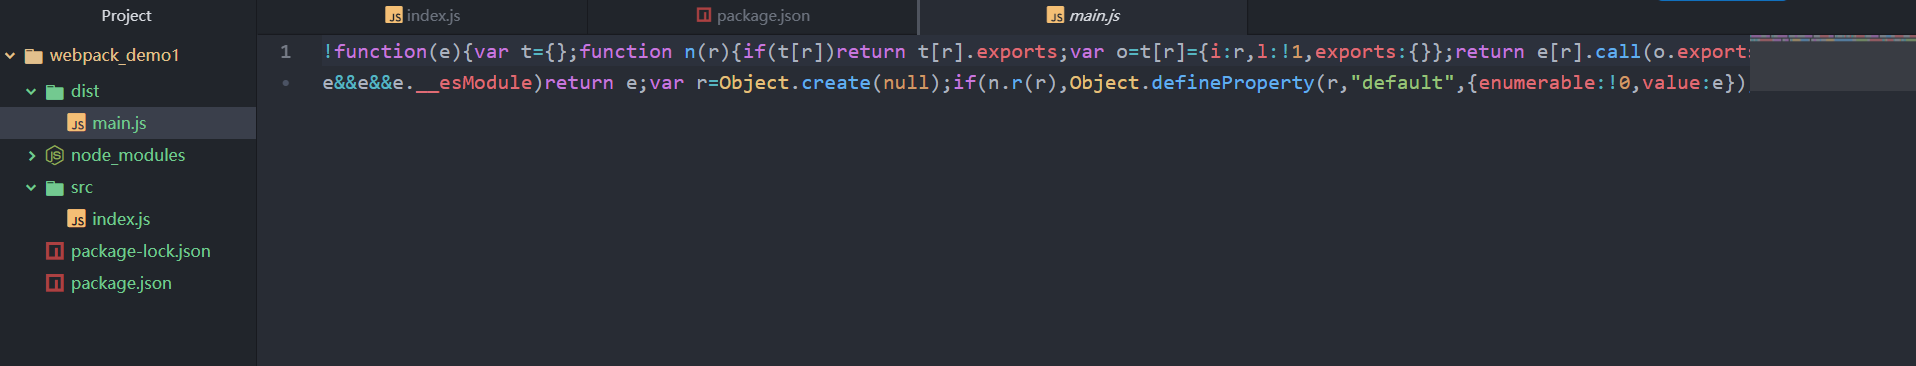 Project
index.js
package.json
main.js
webpack_demo1
dist
main.js
node_modules
src
index.js
package-lock.json
package.json
1 !function(e){var t={};function n(r){if(t[r])return t[r].exports;var o=t[r]={i:r,l:!1,exports:{}};return e[r].call(o.export
e&&e&&e.__esModule)return e;var r=Object.create(null);if(n.r(r),Object.defineProperty(r,"default",{enumerable:!0,value:e})